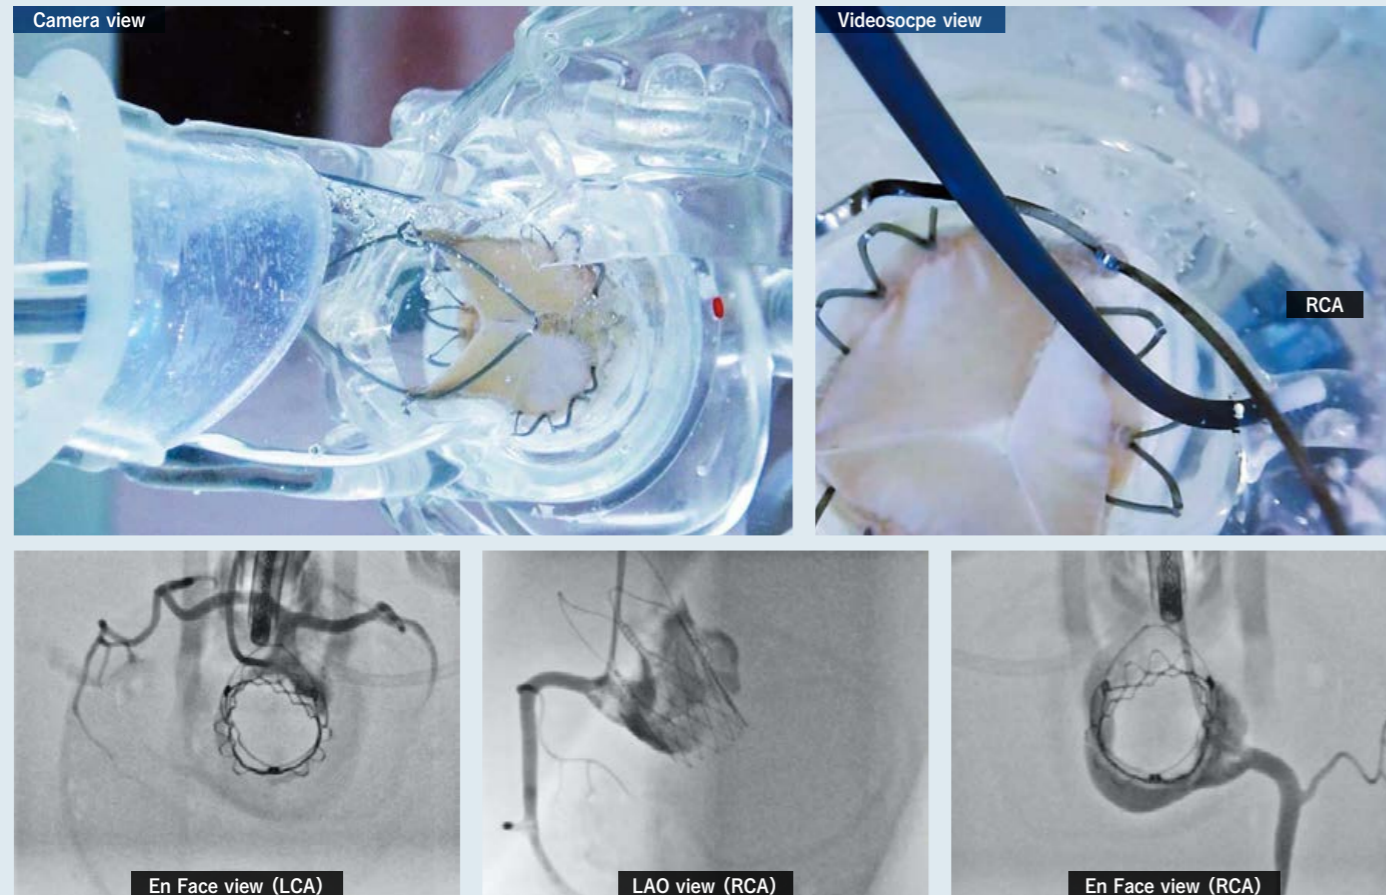 Camera view
Videosocpe view
RCA
En Face view (LCA)
LAO view (RCA)
En Face view (RCA)